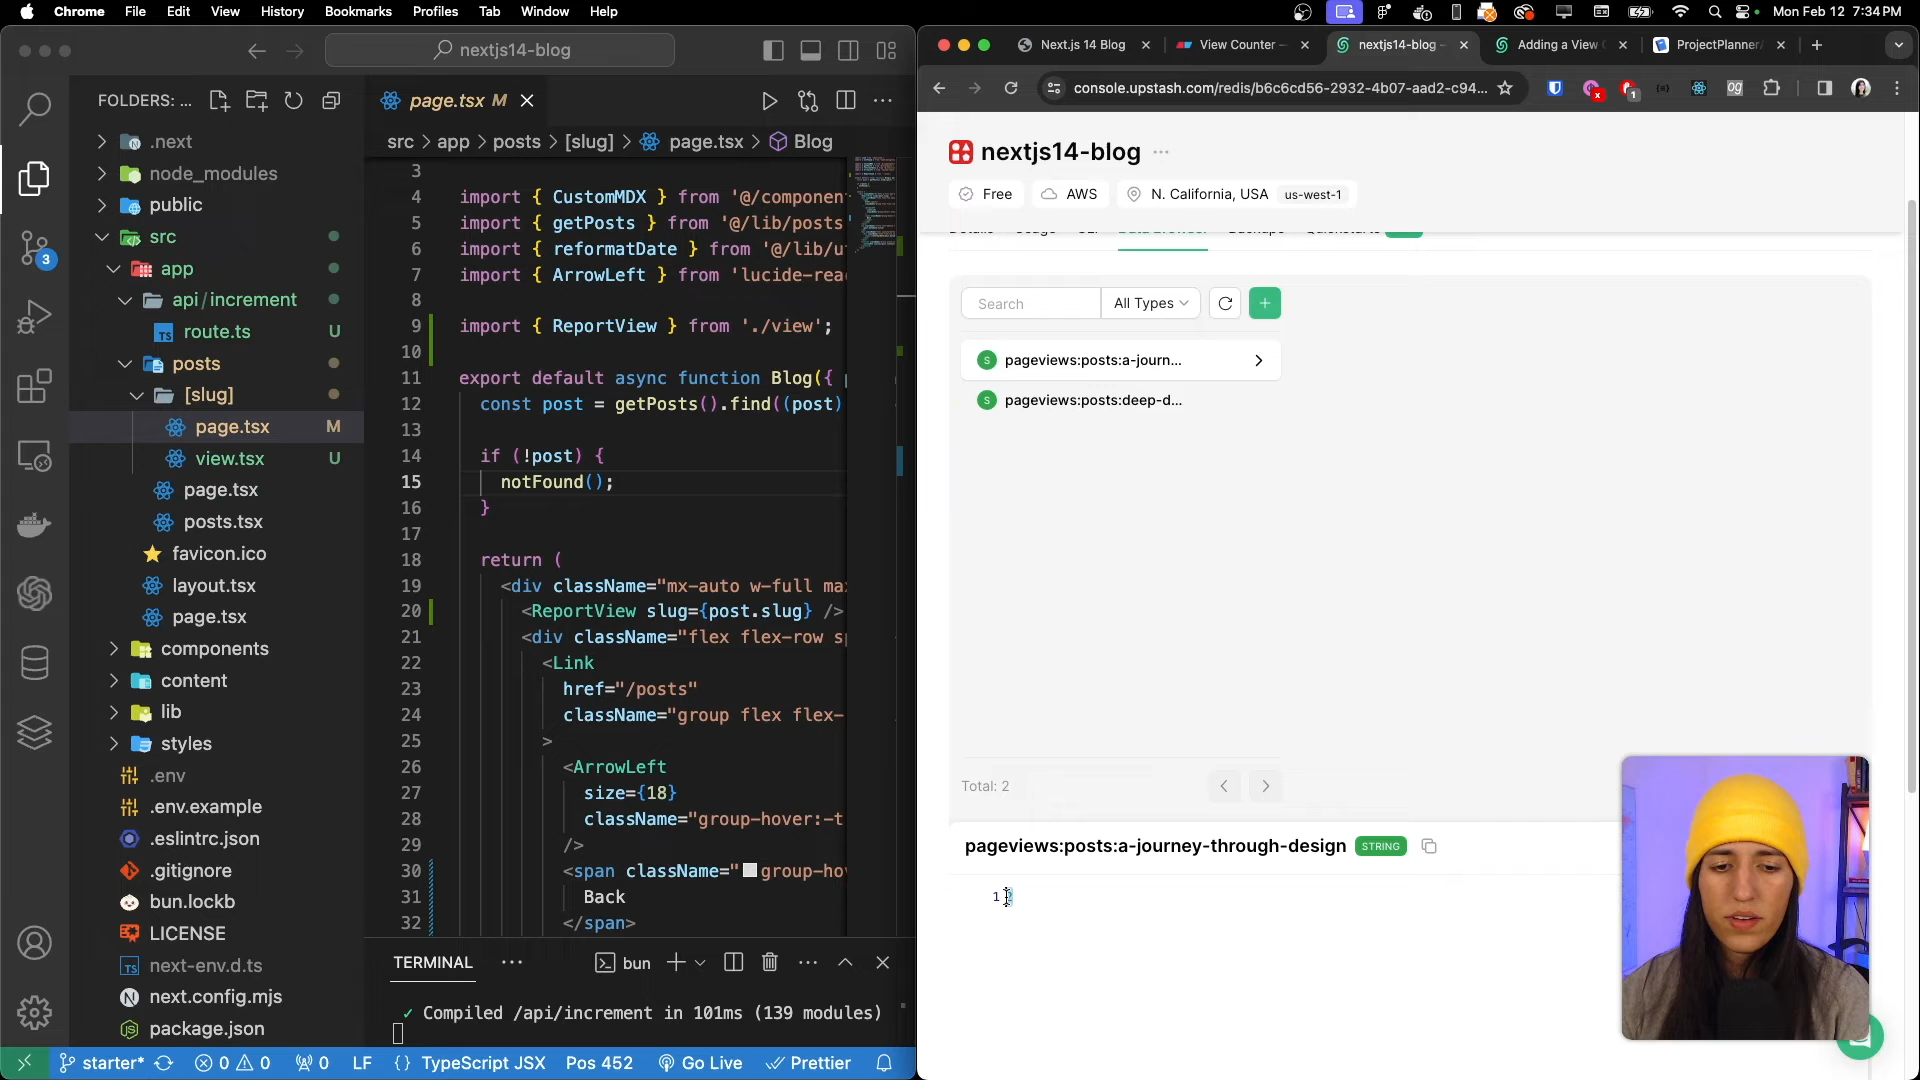 Chrome File Edit View History Bookmarks Profiles Tab Window Help
Mon Feb 12 7:34 PM
nextjs14-blog
FOLDERS: ...
.next
node_modules
public
src
app
api/increment
route.ts U
posts
[slug]
page.tsx M
view.tsx U
page.tsx
posts.tsx
favicon.ico
layout.tsx
page.tsx
components
content
lib
styles
.env
.env.example
.eslintrc.json
.gitignore
bun.lockb
LICENSE
next-env.d.ts
next.config.mjs
package.json
3
page.tsx M
src > app > posts > [slug] > page.tsx > Blog
3
4 import { CustomMDX } from '@/componen
5 import { getPosts } from '@/lib/posts'
6 import { reformatDate } from '@/lib/u
7 import { ArrowLeft } from 'lucide-rea
8
9 import { ReportView } from './view';
10
11 export default async function Blog({
12 const post = getPosts().find((post)
13
14 if (!post) {
15 notFound();
16 }
17
18 return (
19 <div className="mx-auto w-full ma
20 <ReportView slug={post.slug} />
21 <div className="flex flex-row s
22 <Link
23 href="/posts"
24 className="group flex flex-
25 >
26 <ArrowLeft
27 size={18}
28 className="group-hover:-t
29 />
30 <span className="group-ho
31 Back
32 </span>
TERMINAL ... bun
✓ Compiled /api/increment in 101ms (139 modules)
starter* 0 0 0 LF {} TypeScript JSX Pos 452 Go Live Prettier
Next.js 14 Blog
View Counter
nextjs14-blog -
Adding a View
ProjectPlanner
console.upstash.com/redis/b6c6cd56-2932-4b07-aad2-c94...
nextjs14-blog ...
Free AWS N. California, USA us-west-1
Search All Types
S pageviews:posts:a-journ...
S pageviews:posts:deep-d...
Total: 2
pageviews:posts:a-journey-through-design STRING
1